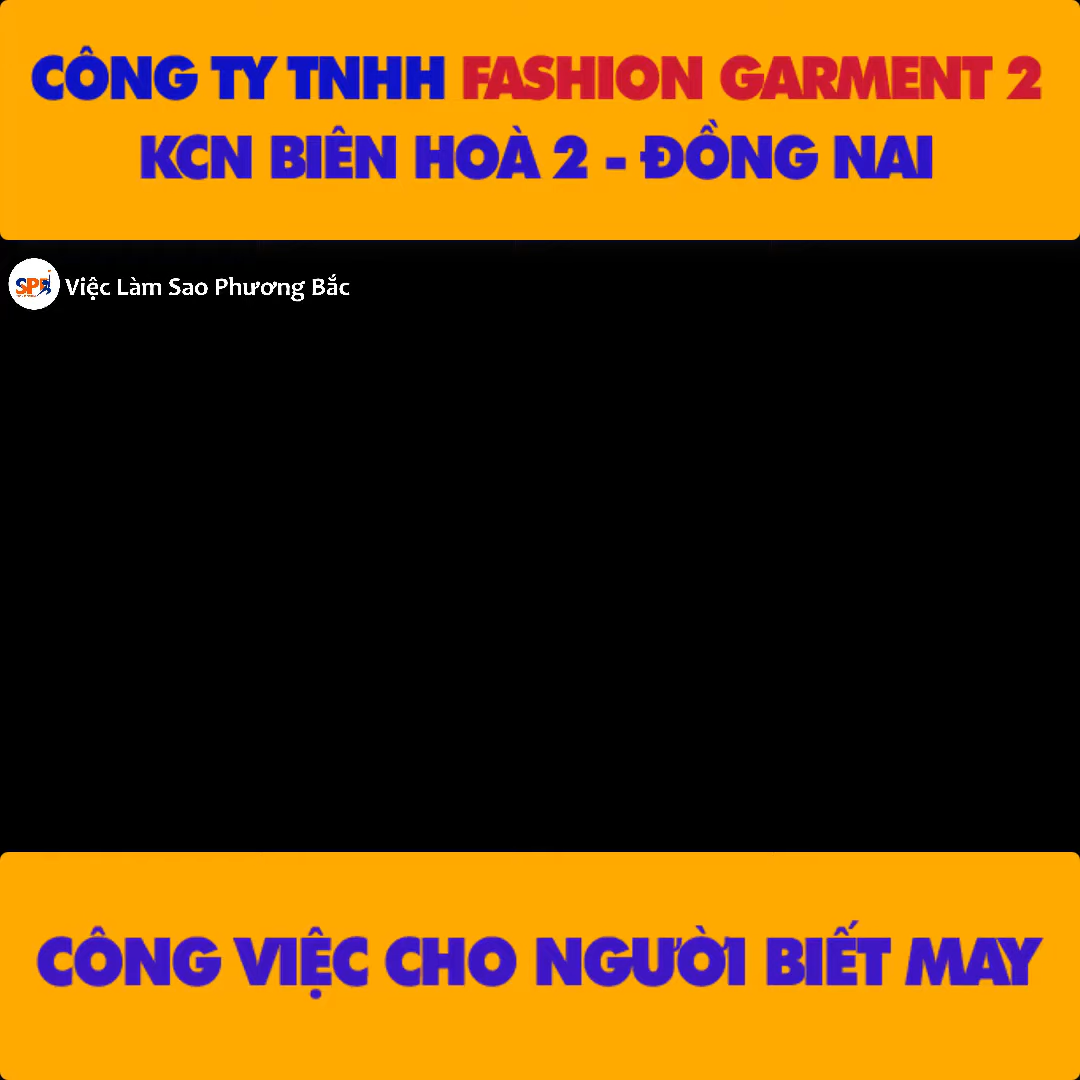 CÔNG TY TNHH FASHION GARMENT 2
KCN BIÊN HOÀ 2 - ĐỒNG NAI
SPB
Việc Làm Sao Phương Bắc
CÔNG VIỆC CHO NGƯỜI BIẾT MAY